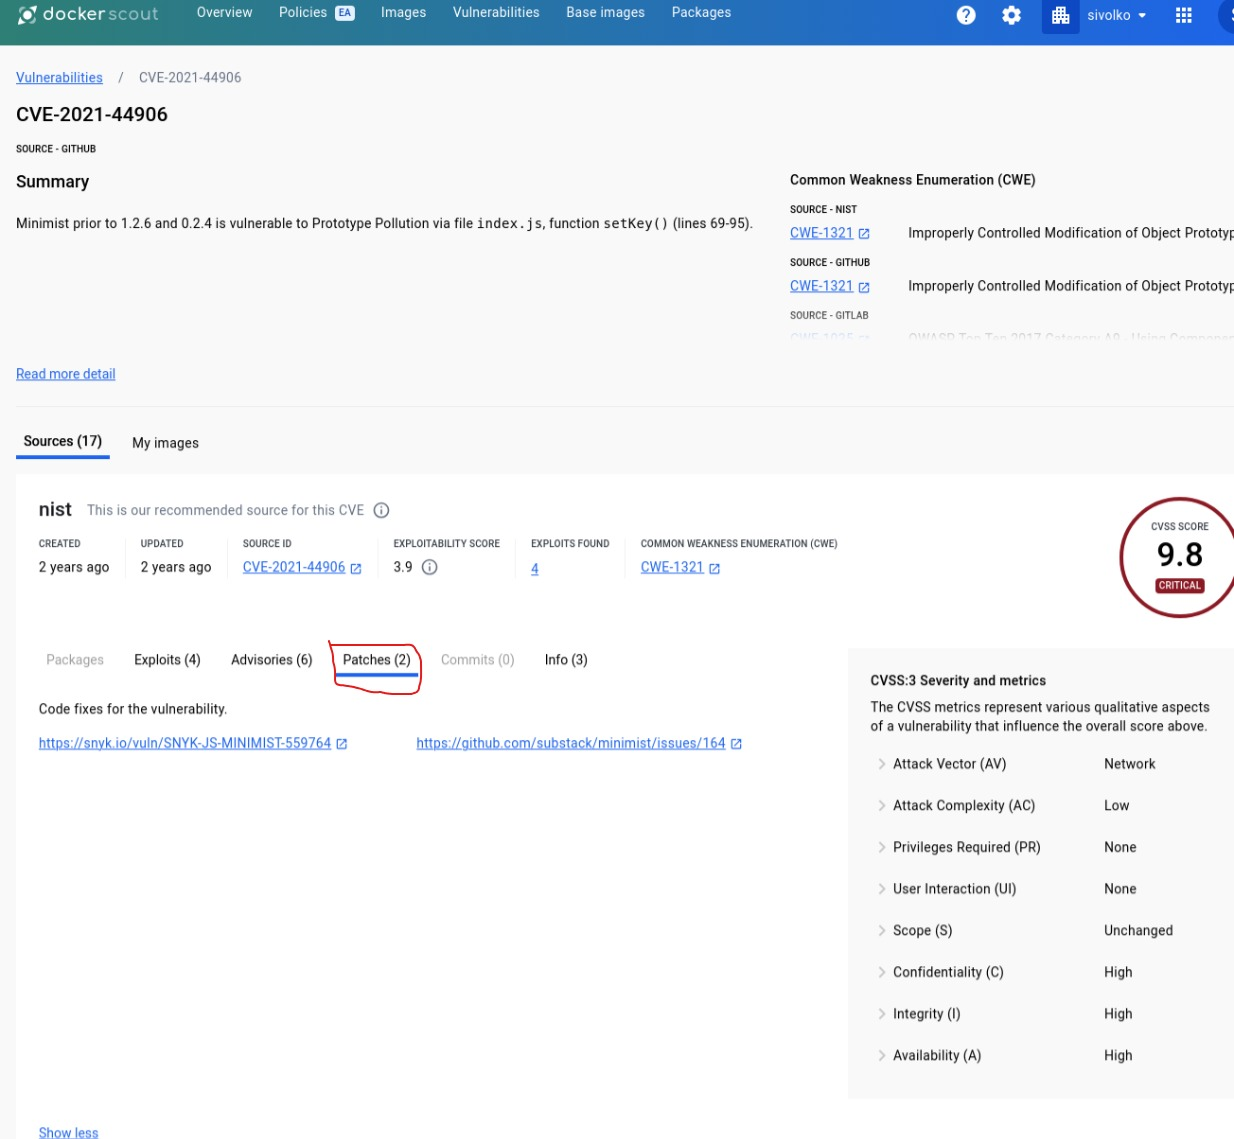 dockerscout
Overview Policies EA Images Vulnerabilities Base images Packages
sivolko
Vulnerabilities / CVE-2021-44906
CVE-2021-44906
SOURCE - GITHUB
Summary
Minimist prior to 1.2.6 and 0.2.4 is vulnerable to Prototype Pollution via file index.js, function setKey() (lines 69-95).
Common Weakness Enumeration (CWE)
SOURCE - NIST
CWE-1321 Improperly Controlled Modification of Object Prototyp
SOURCE - GITHUB
CWE-1321 Improperly Controlled Modification of Object Prototyp
SOURCE - GITLAB
Read more detail
Sources (17) My images
nist This is our recommended source for this CVE
CREATED UPDATED SOURCE ID EXPLOITABILITY SCORE EXPLOITS FOUND COMMON WEAKNESS ENUMERATION (CWE)
2 years ago 2 years ago CVE-2021-44906 3.9 4 CWE-1321
CVSS SCORE
9.8
CRITICAL
Packages Exploits (4) Advisories (6) Patches (2) Commits (0) Info (3)
Code fixes for the vulnerability.
https://snyk.io/vuln/SNYK-JS-MINIMIST-559764 https://github.com/substack/minimist/issues/164
CVSS:3 Severity and metrics
The CVSS metrics represent various qualitative aspects
of a vulnerability that influence the overall score above.
Attack Vector (AV) Network
Attack Complexity (AC) Low
Privileges Required (PR) None
User Interaction (UI) None
Scope (S) Unchanged
Confidentiality (C) High
Integrity (I) High
Availability (A) High
Show less